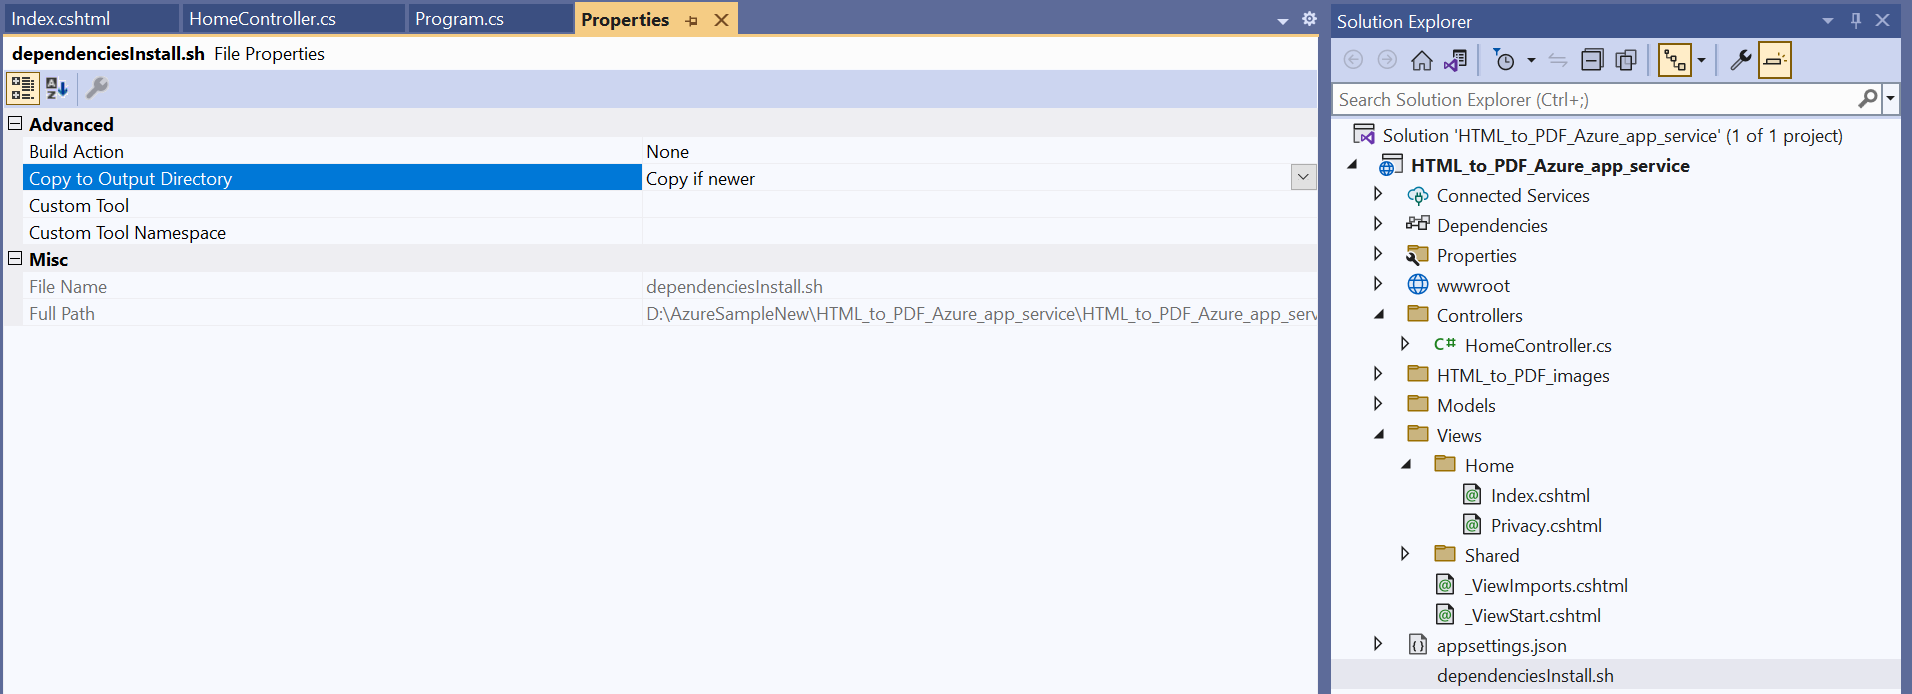 Index.cshtml
HomeController.cs
Program.cs
Properties
dependenciesInstall.sh File Properties
Advanced
Build Action None
Copy to Output Directory Copy if newer
Custom Tool
Custom Tool Namespace
Misc
File Name dependenciesInstall.sh
Full Path D:\AzureSampleNew\HTML_to_PDF_Azure_app_service\HTML_to_PDF_Azure_app_serv
Solution Explorer
Search Solution Explorer (Ctrl+;)
Solution 'HTML_to_PDF_Azure_app_service' (1 of 1 project)
HTML_to_PDF_Azure_app_service
Connected Services
Dependencies
Properties
wwwroot
Controllers
C# HomeController.cs
HTML_to_PDF_images
Models
Views
Home
Index.cshtml
Privacy.cshtml
Shared
_ViewImports.cshtml
_ViewStart.cshtml
appsettings.json
dependenciesInstall.sh